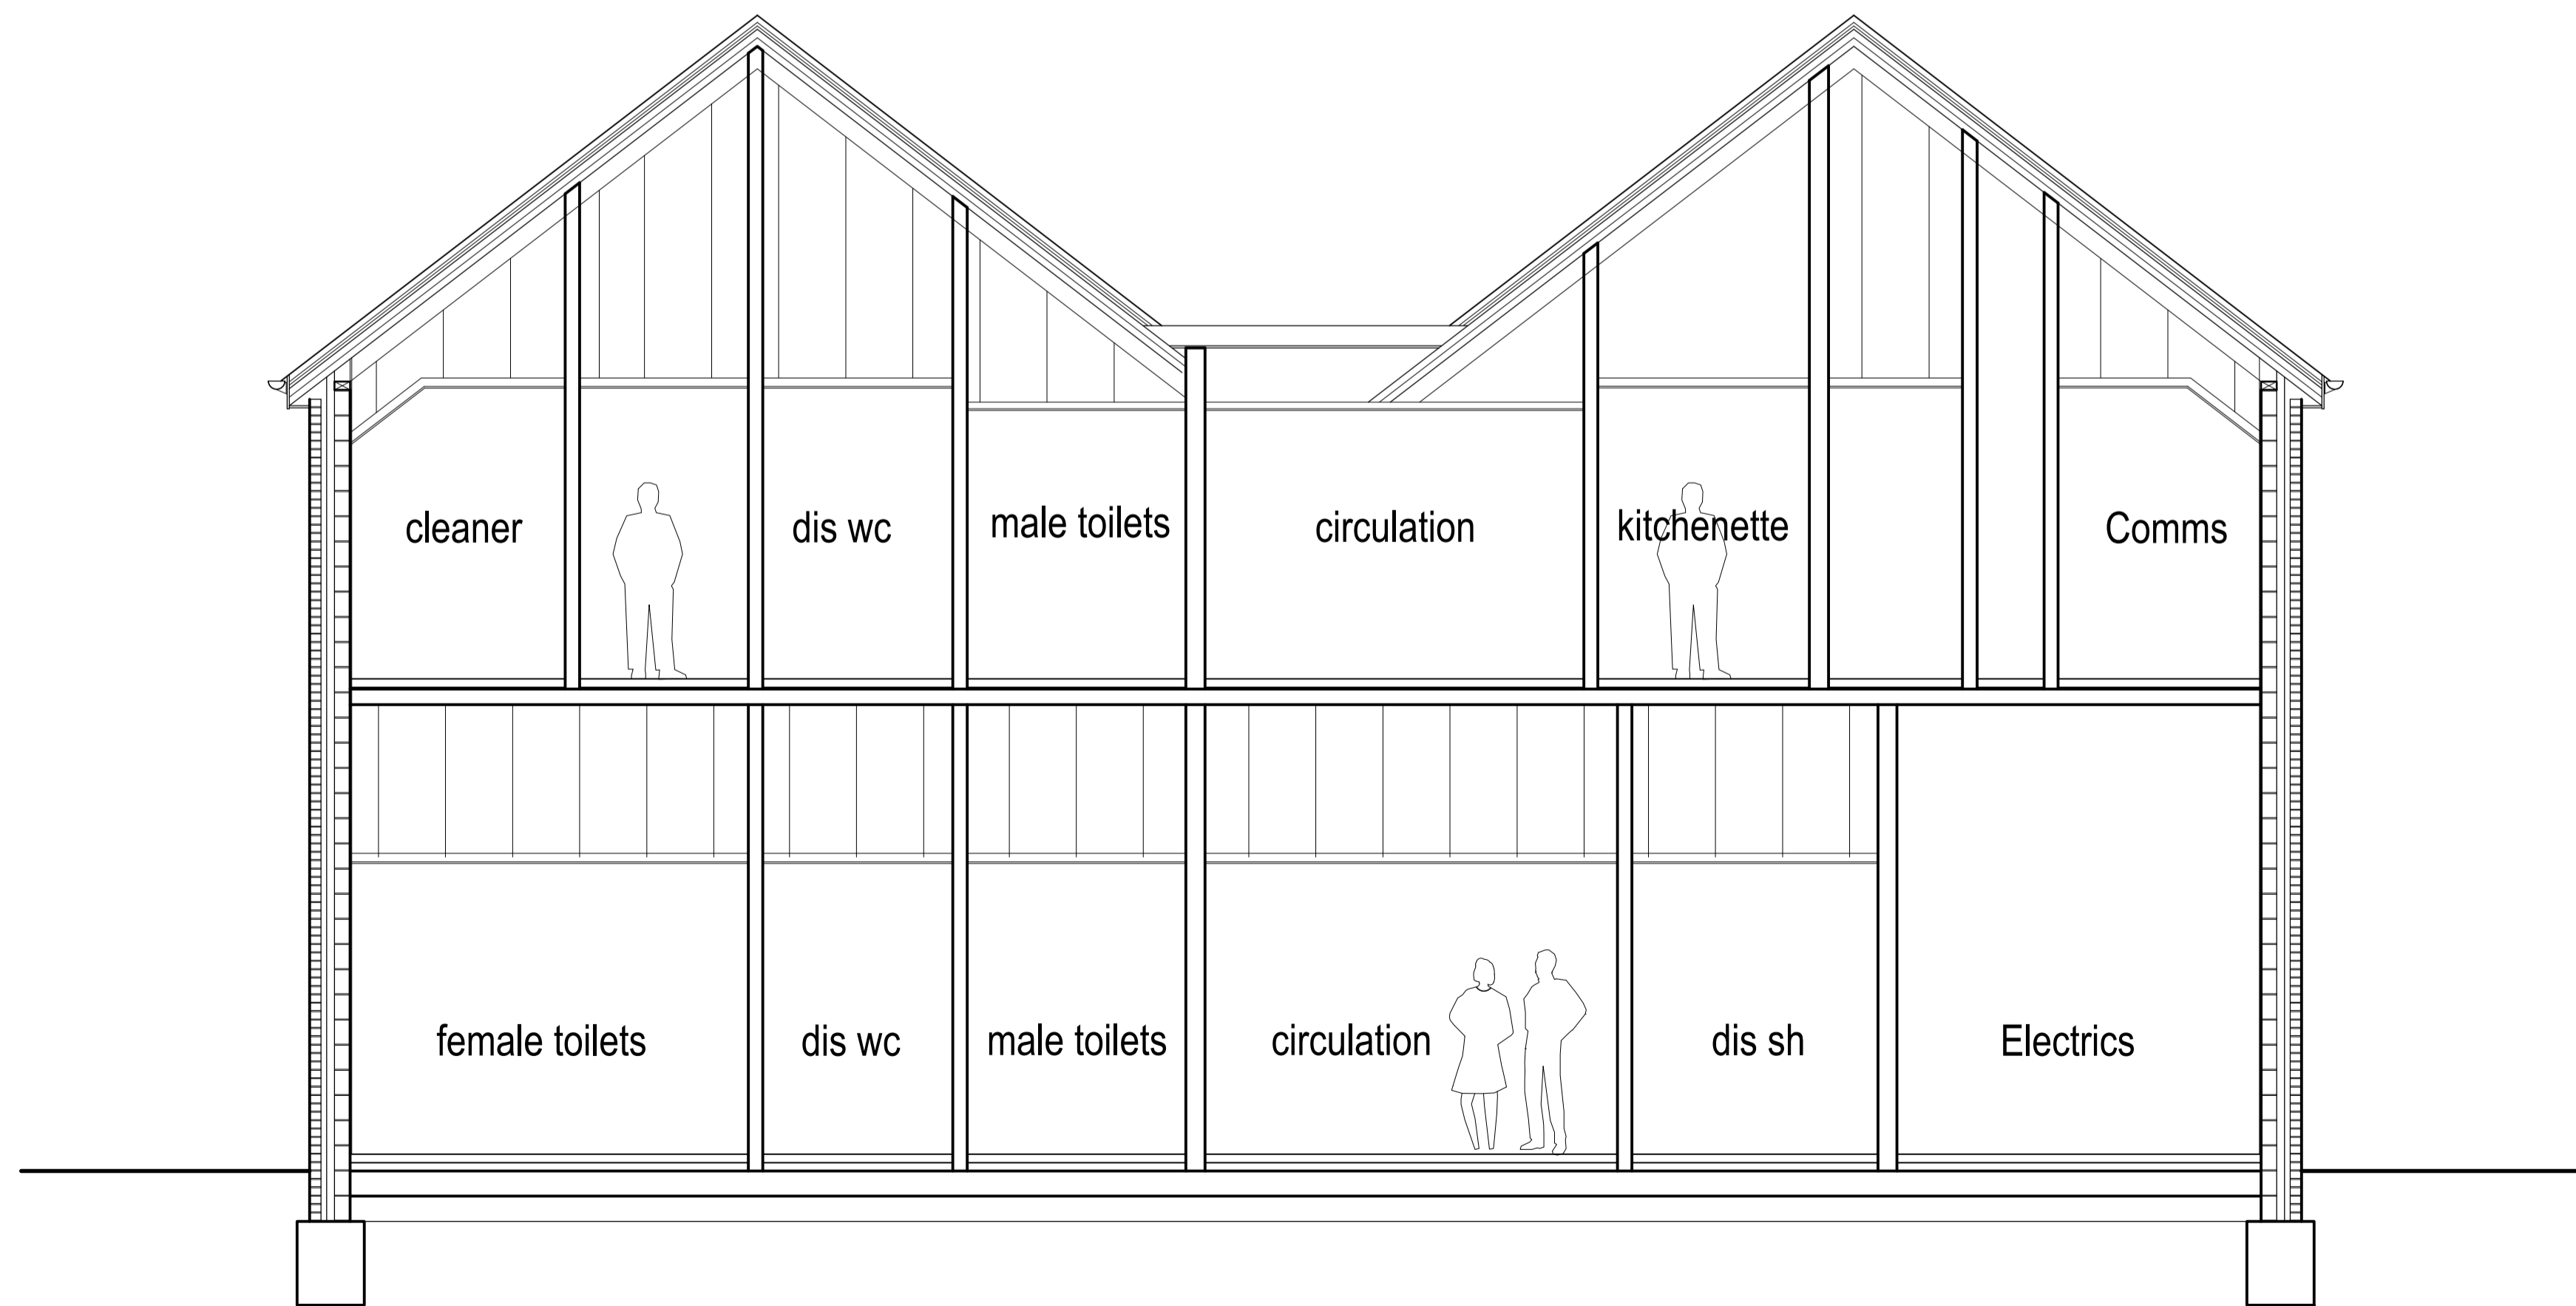 cleaner
dis wc
male toilets
circulation
kitchenette
Comms
female toilets
dis wc
male toilets
circulation
dis sh
Electrics